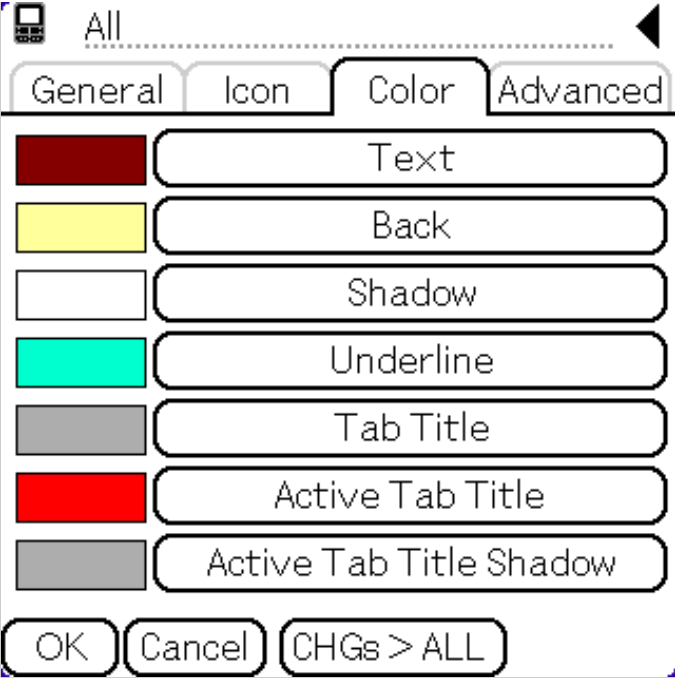 All
General Icon Color Advanced
Text
Back
Shadow
Underline
Tab Title
Active Tab Title
Active Tab Title Shadow
OK Cancel CHGs > ALL